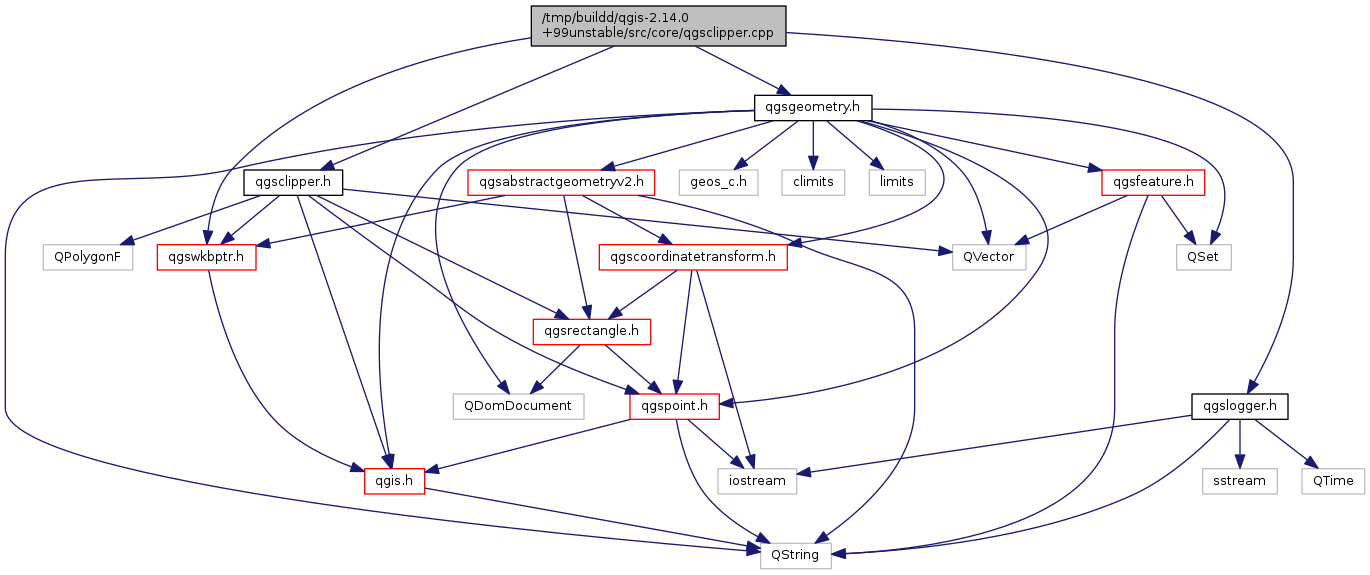 /tmp/buildd/qgis-2.14.0
+99unstable/src/core/qgsclipper.cpp
qgsgeometry.h
qgsclipper.h
qgsabstractgeometryv2.h
geos_c.h
climits
limits
qgsfeature.h
QPolygonF
qgswkbptr.h
qgscoordinatetransform.h
QVector
QSet
qgsrectangle.h
QDomDocument
qgspoint.h
qgslogger.h
qgis.h
iostream
sstream
QTime
QString